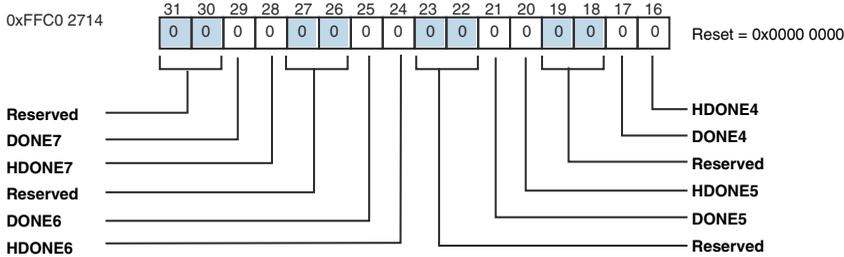 0xFFC0 2714
31 30 29 28 27 26 25 24 23 22 21 20 19 18 17 16
0 0 0 0 0 0 0 0 0 0 0 0 0 0 0 0
Reset = 0x0000 0000
Reserved
DONE7
HDONE7
Reserved
DONE6
HDONE6
HDONE4
DONE4
Reserved
HDONE5
DONE5
Reserved